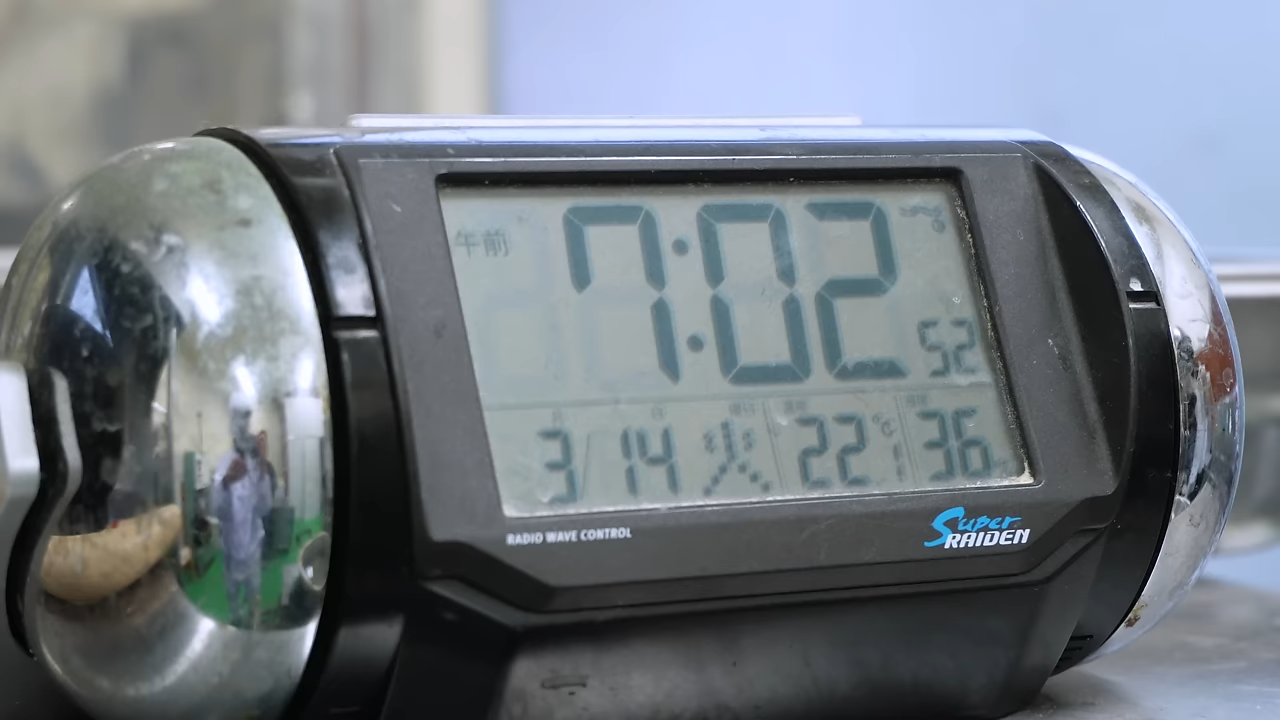 午前 7:02 52
3/14 火 22℃ 36
RADIO WAVE CONTROL
Super RAIDEN